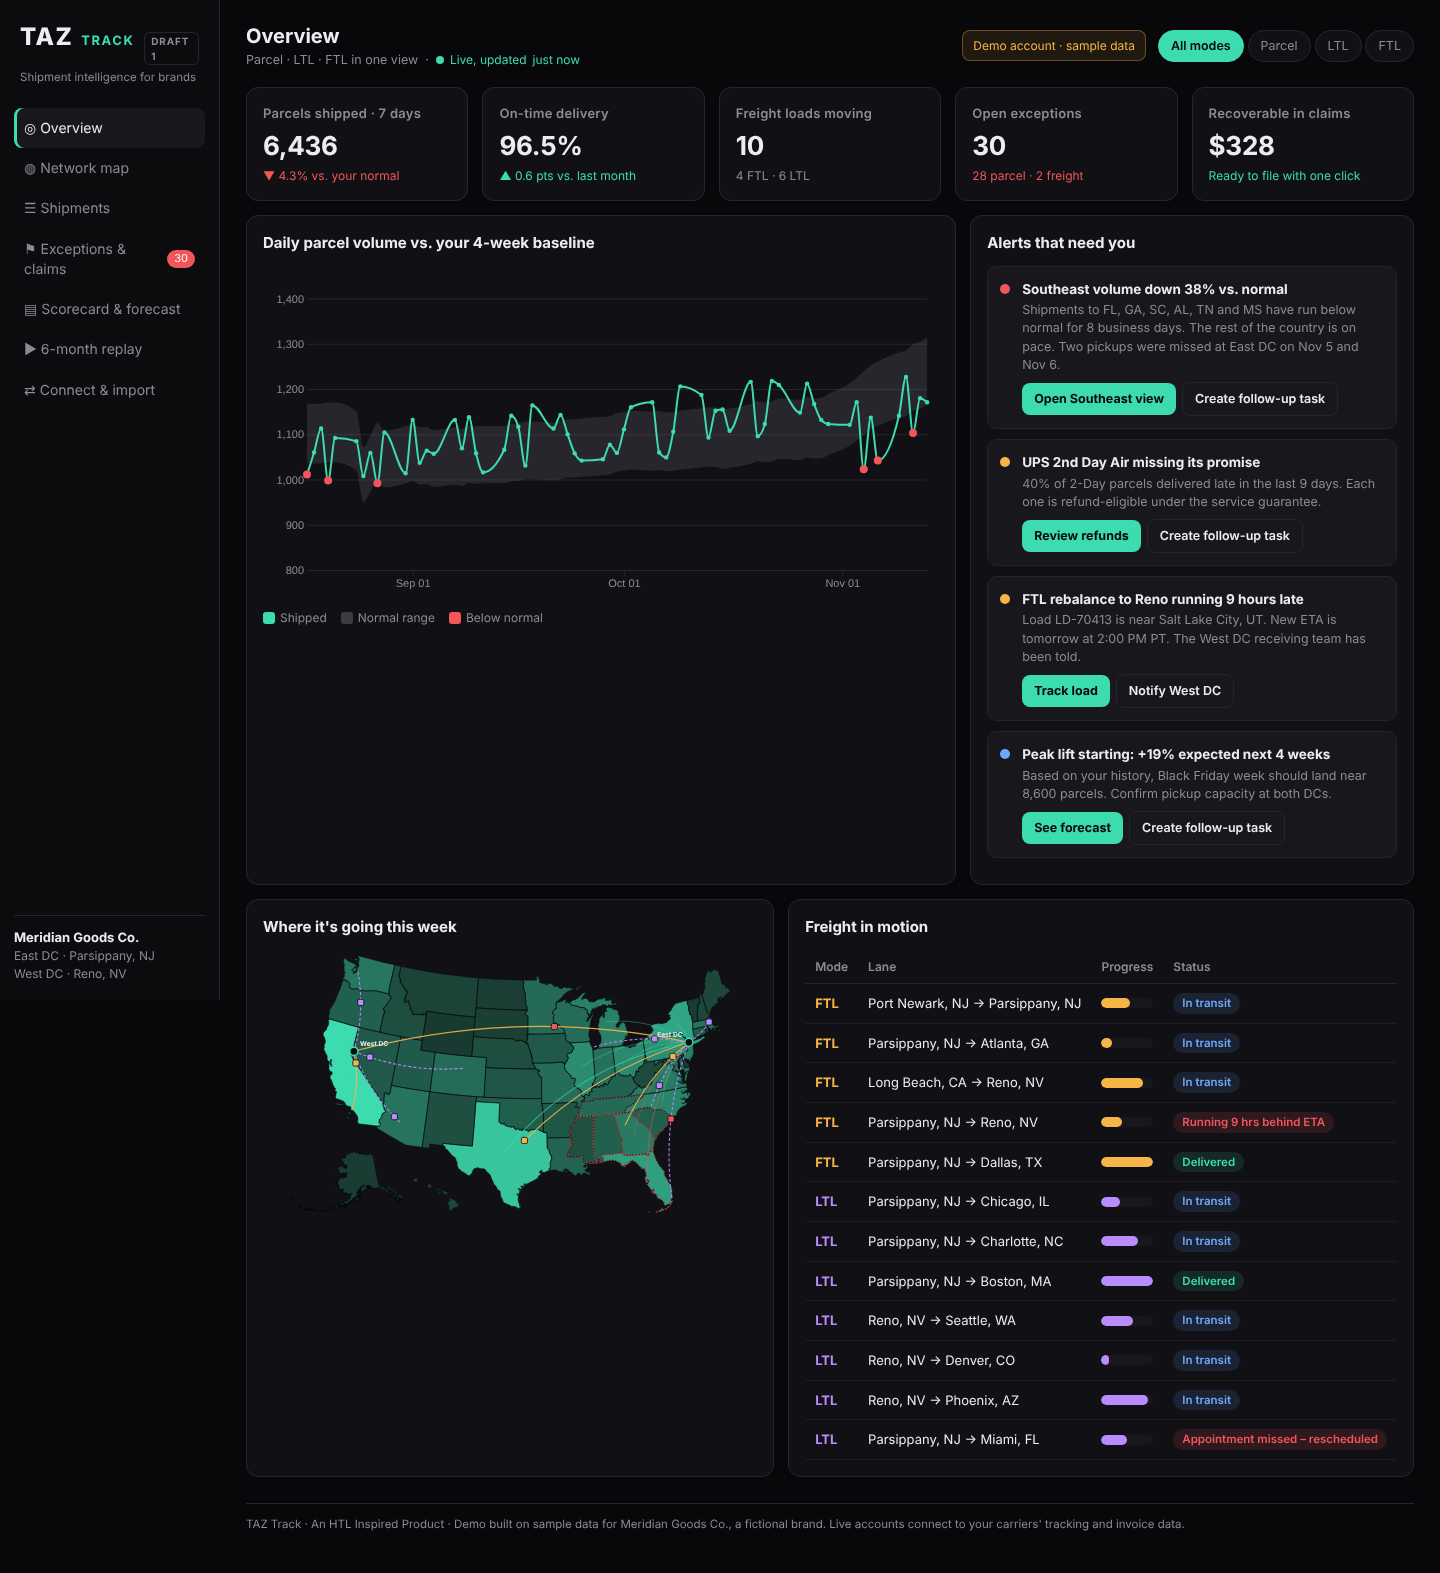 TAZ TRACK DRAFT 1
Shipment intelligence for brands
◎ Overview
◍ Network map
☰ Shipments
⚑ Exceptions & claims 30
▤ Scorecard & forecast
▶ 6-month replay
⇄ Connect & import
Meridian Goods Co.
East DC · Parsippany, NJ
West DC · Reno, NV
Overview
Parcel · LTL · FTL in one view · ● Live, updated just now
Demo account · sample data
All modes
Parcel
LTL
FTL
Parcels shipped · 7 days
6,436
▼ 4.3% vs. your normal
On-time delivery
96.5%
▲ 0.6 pts vs. last month
Freight loads moving
10
4 FTL · 6 LTL
Open exceptions
30
28 parcel · 2 freight
Recoverable in claims
$328
Ready to file with one click
Daily parcel volume vs. your 4-week baseline
1,400
1,300
1,200
1,100
1,000
900
800
Sep 01
Oct 01
Nov 01
Shipped
Normal range
Below normal
Alerts that need you
Southeast volume down 38% vs. normal
Shipments to FL, GA, SC, AL, TN and MS have run below
normal for 8 business days. The rest of the country is on
pace. Two pickups were missed at East DC on Nov 5 and
Nov 6.
Open Southeast view
Create follow-up task
UPS 2nd Day Air missing its promise
40% of 2-Day parcels delivered late in the last 9 days. Each
one is refund-eligible under the service guarantee.
Review refunds
Create follow-up task
FTL rebalance to Reno running 9 hours late
Load LD-70413 is near Salt Lake City, UT. New ETA is
tomorrow at 2:00 PM PT. The West DC receiving team has
been told.
Track load
Notify West DC
Peak lift starting: +19% expected next 4 weeks
Based on your history, Black Friday week should land near
8,600 parcels. Confirm pickup capacity at both DCs.
See forecast
Create follow-up task
Where it's going this week
West DC
East DC
Freight in motion
Mode Lane Progress Status
FTL Port Newark, NJ → Parsippany, NJ In transit
FTL Parsippany, NJ → Atlanta, GA In transit
FTL Long Beach, CA → Reno, NV In transit
FTL Parsippany, NJ → Reno, NV Running 9 hrs behind ETA
FTL Parsippany, NJ → Dallas, TX Delivered
LTL Parsippany, NJ → Chicago, IL In transit
LTL Parsippany, NJ → Charlotte, NC In transit
LTL Parsippany, NJ → Boston, MA Delivered
LTL Reno, NV → Seattle, WA In transit
LTL Reno, NV → Denver, CO In transit
LTL Reno, NV → Phoenix, AZ In transit
LTL Parsippany, NJ → Miami, FL Appointment missed – rescheduled
TAZ Track · An HTL Inspired Product · Demo built on sample data for Meridian Goods Co., a fictional brand. Live accounts connect to your carriers' tracking and invoice data.